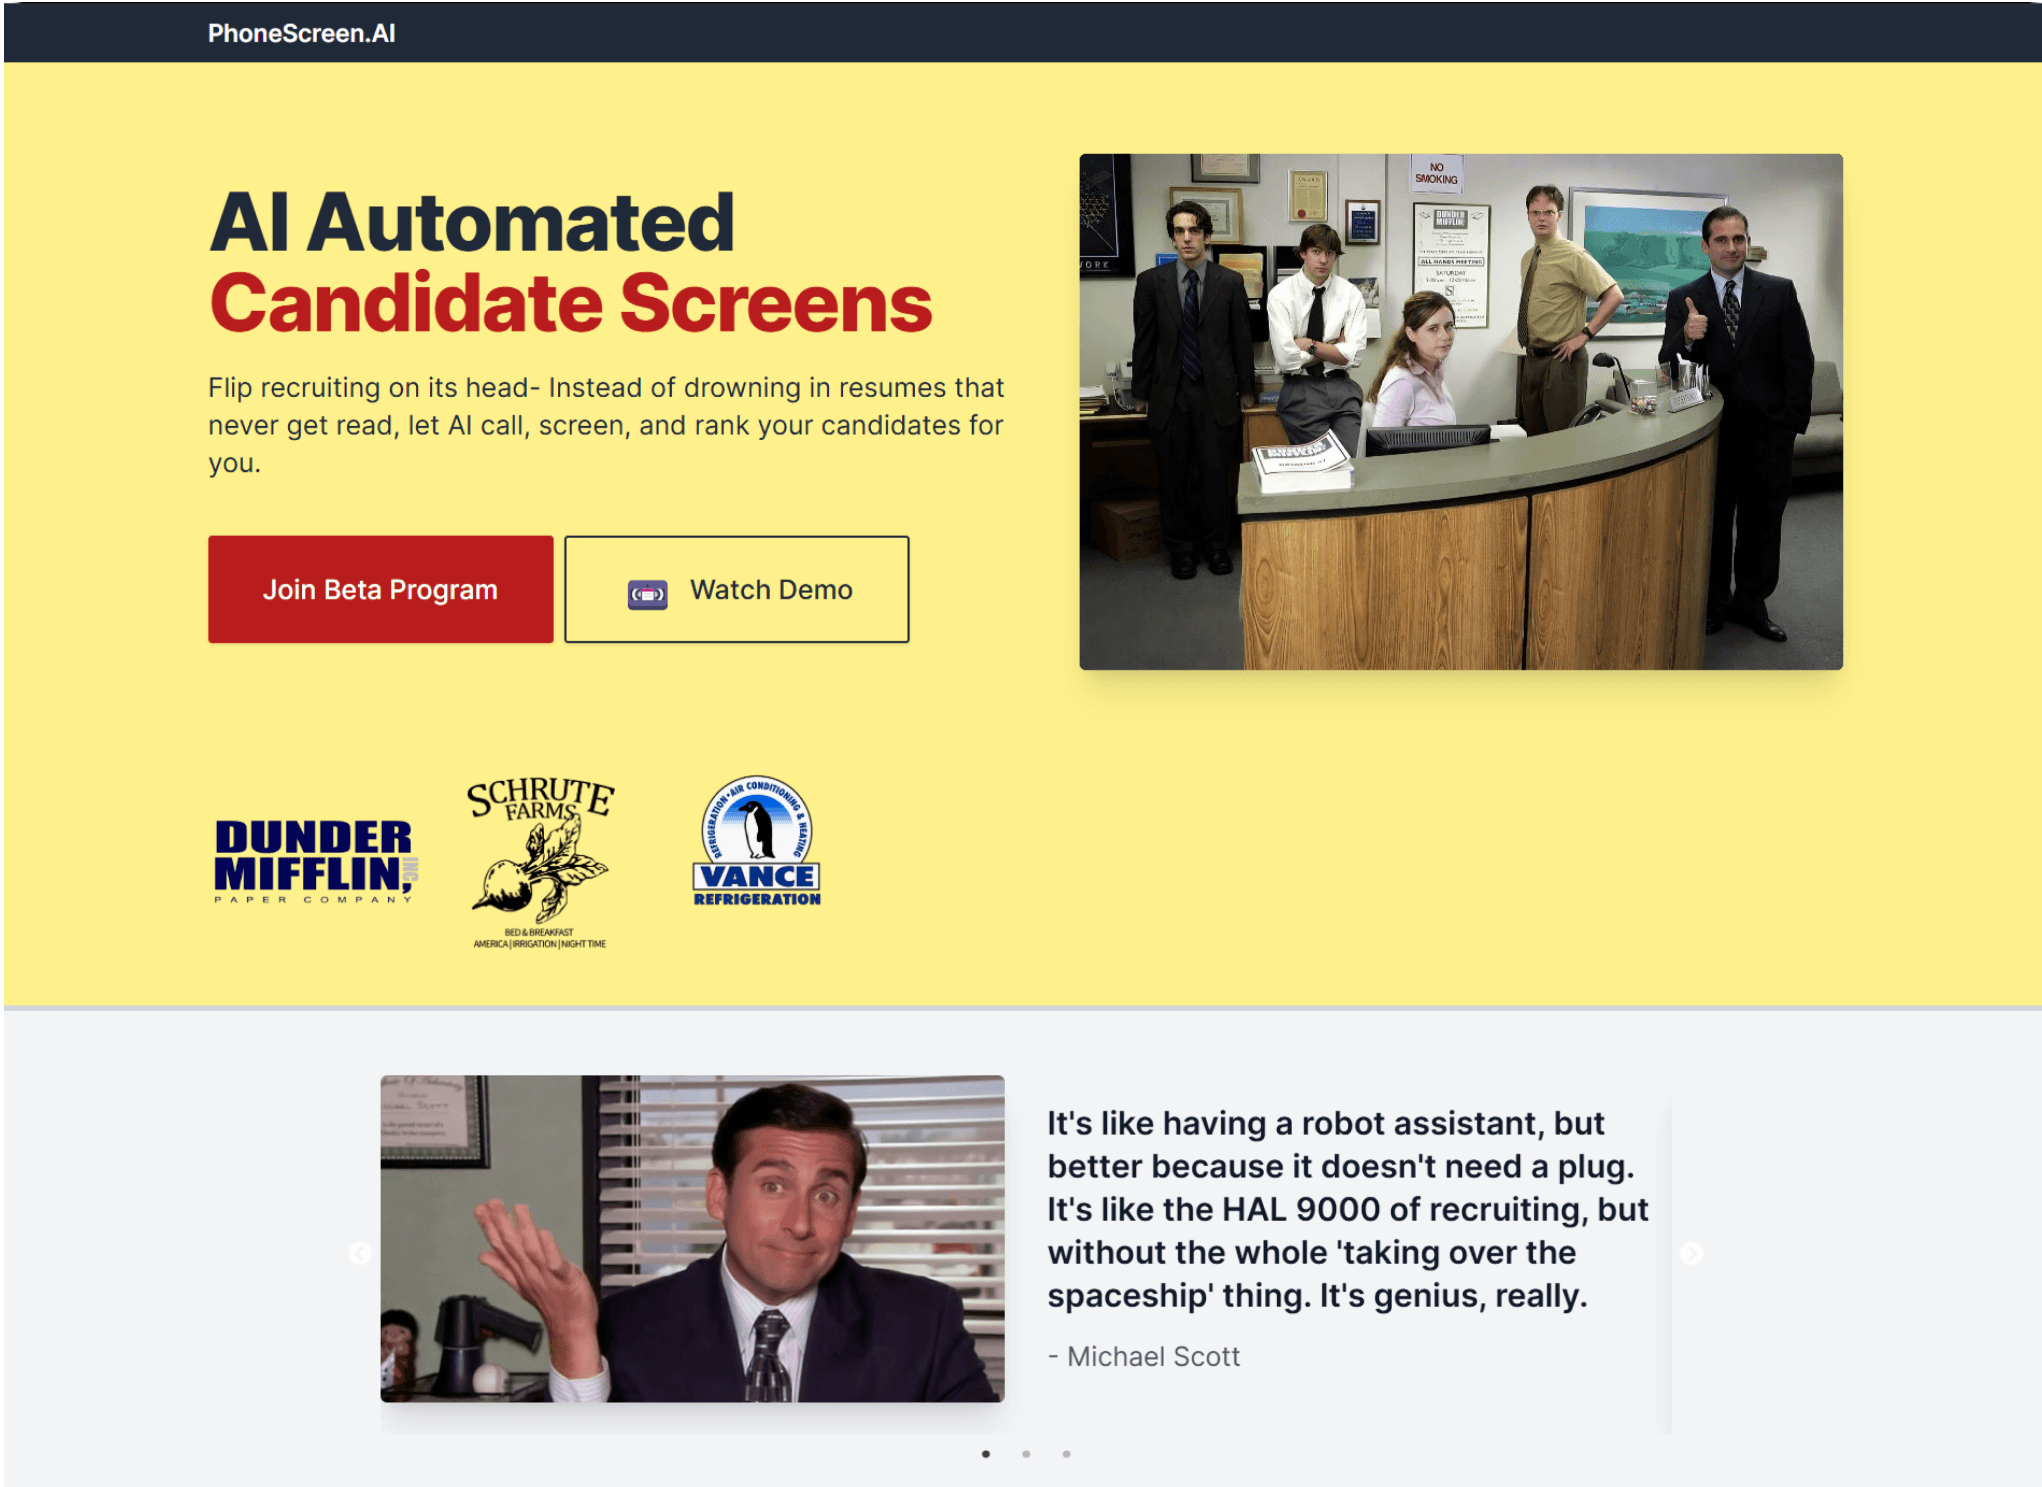 PhoneScreen.AI
AI Automated
Candidate Screens
Flip recruiting on its head- Instead of drowning in resumes that
never get read, let AI call, screen, and rank your candidates for
you.
Join Beta Program
Watch Demo
NO
SMOKING
DUNDER
MIFFLIN
ALL HANDS MEETING
SATURDAY
DUNDER
MIFFLIN,
INC
PAPER COMPANY
SCHRUTE
FARMS
BED & BREAKFAST
AMERICA | IRRIGATION | NIGHT TIME
REFRIGERATION • AIR CONDITIONING & HEATING
VANCE
REFRIGERATION
It's like having a robot assistant, but
better because it doesn't need a plug.
It's like the HAL 9000 of recruiting, but
without the whole 'taking over the
spaceship' thing. It's genius, really.
- Michael Scott